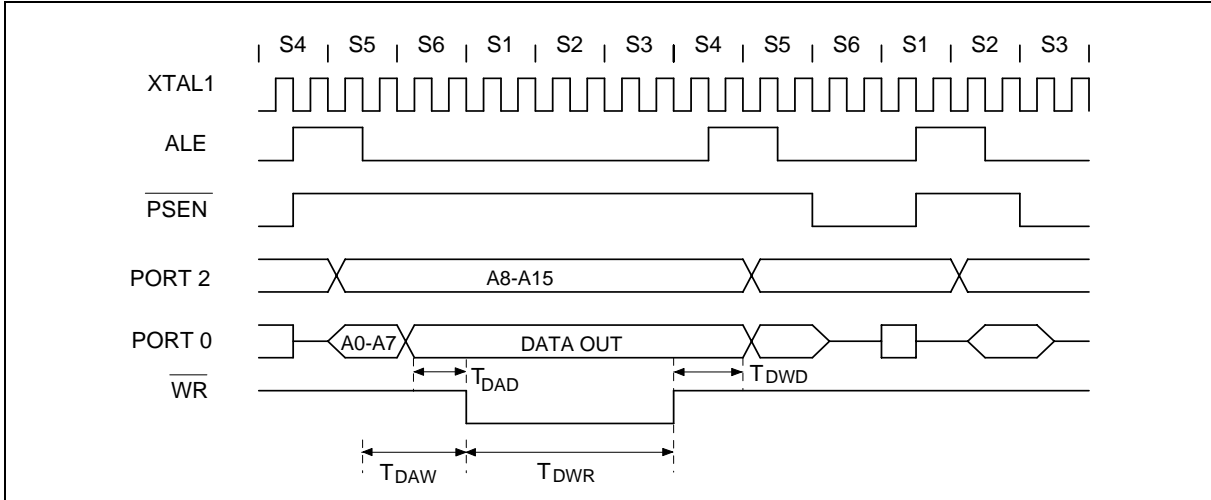 S4 S5 S6 S1 S2 S3 S4 S5 S6 S1 S2 S3
XTAL1
ALE
PSEN
PORT 2 A8-A15
PORT 0 A0-A7 DATA OUT
TDAD TDWD
WR
TDAW TDWR